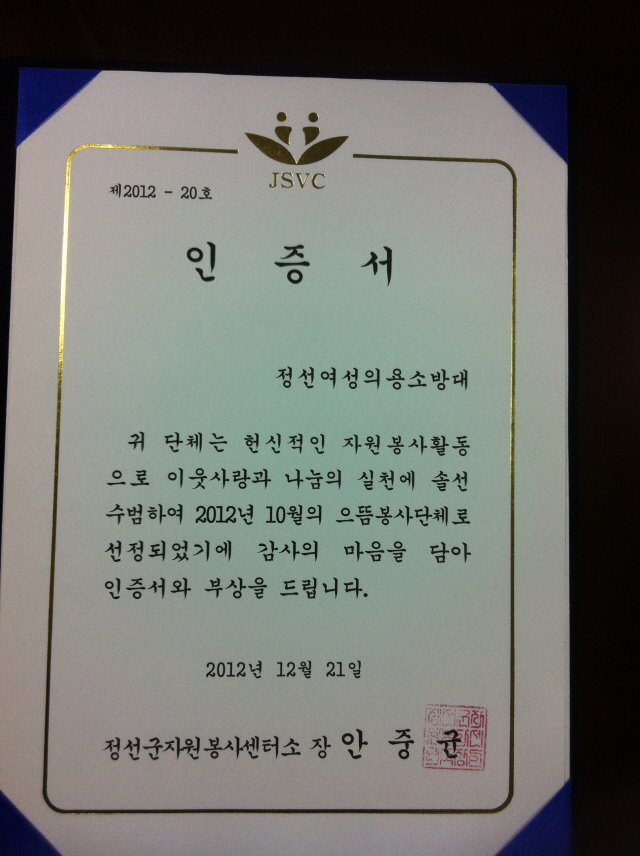 JSVC
제2012 - 20호
인 증 서
정선여성의용소방대
귀 단체는 헌신적인 자원봉사활동
으로 이웃사랑과 나눔의 실천에 솔선
수범하여 2012년 10월의 으뜸봉사단체로
선정되었기에 감사의 마음을 담아
인증서와 부상을 드립니다.
2012년 12월 21일
정선군자원봉사센터소장 안 중 균